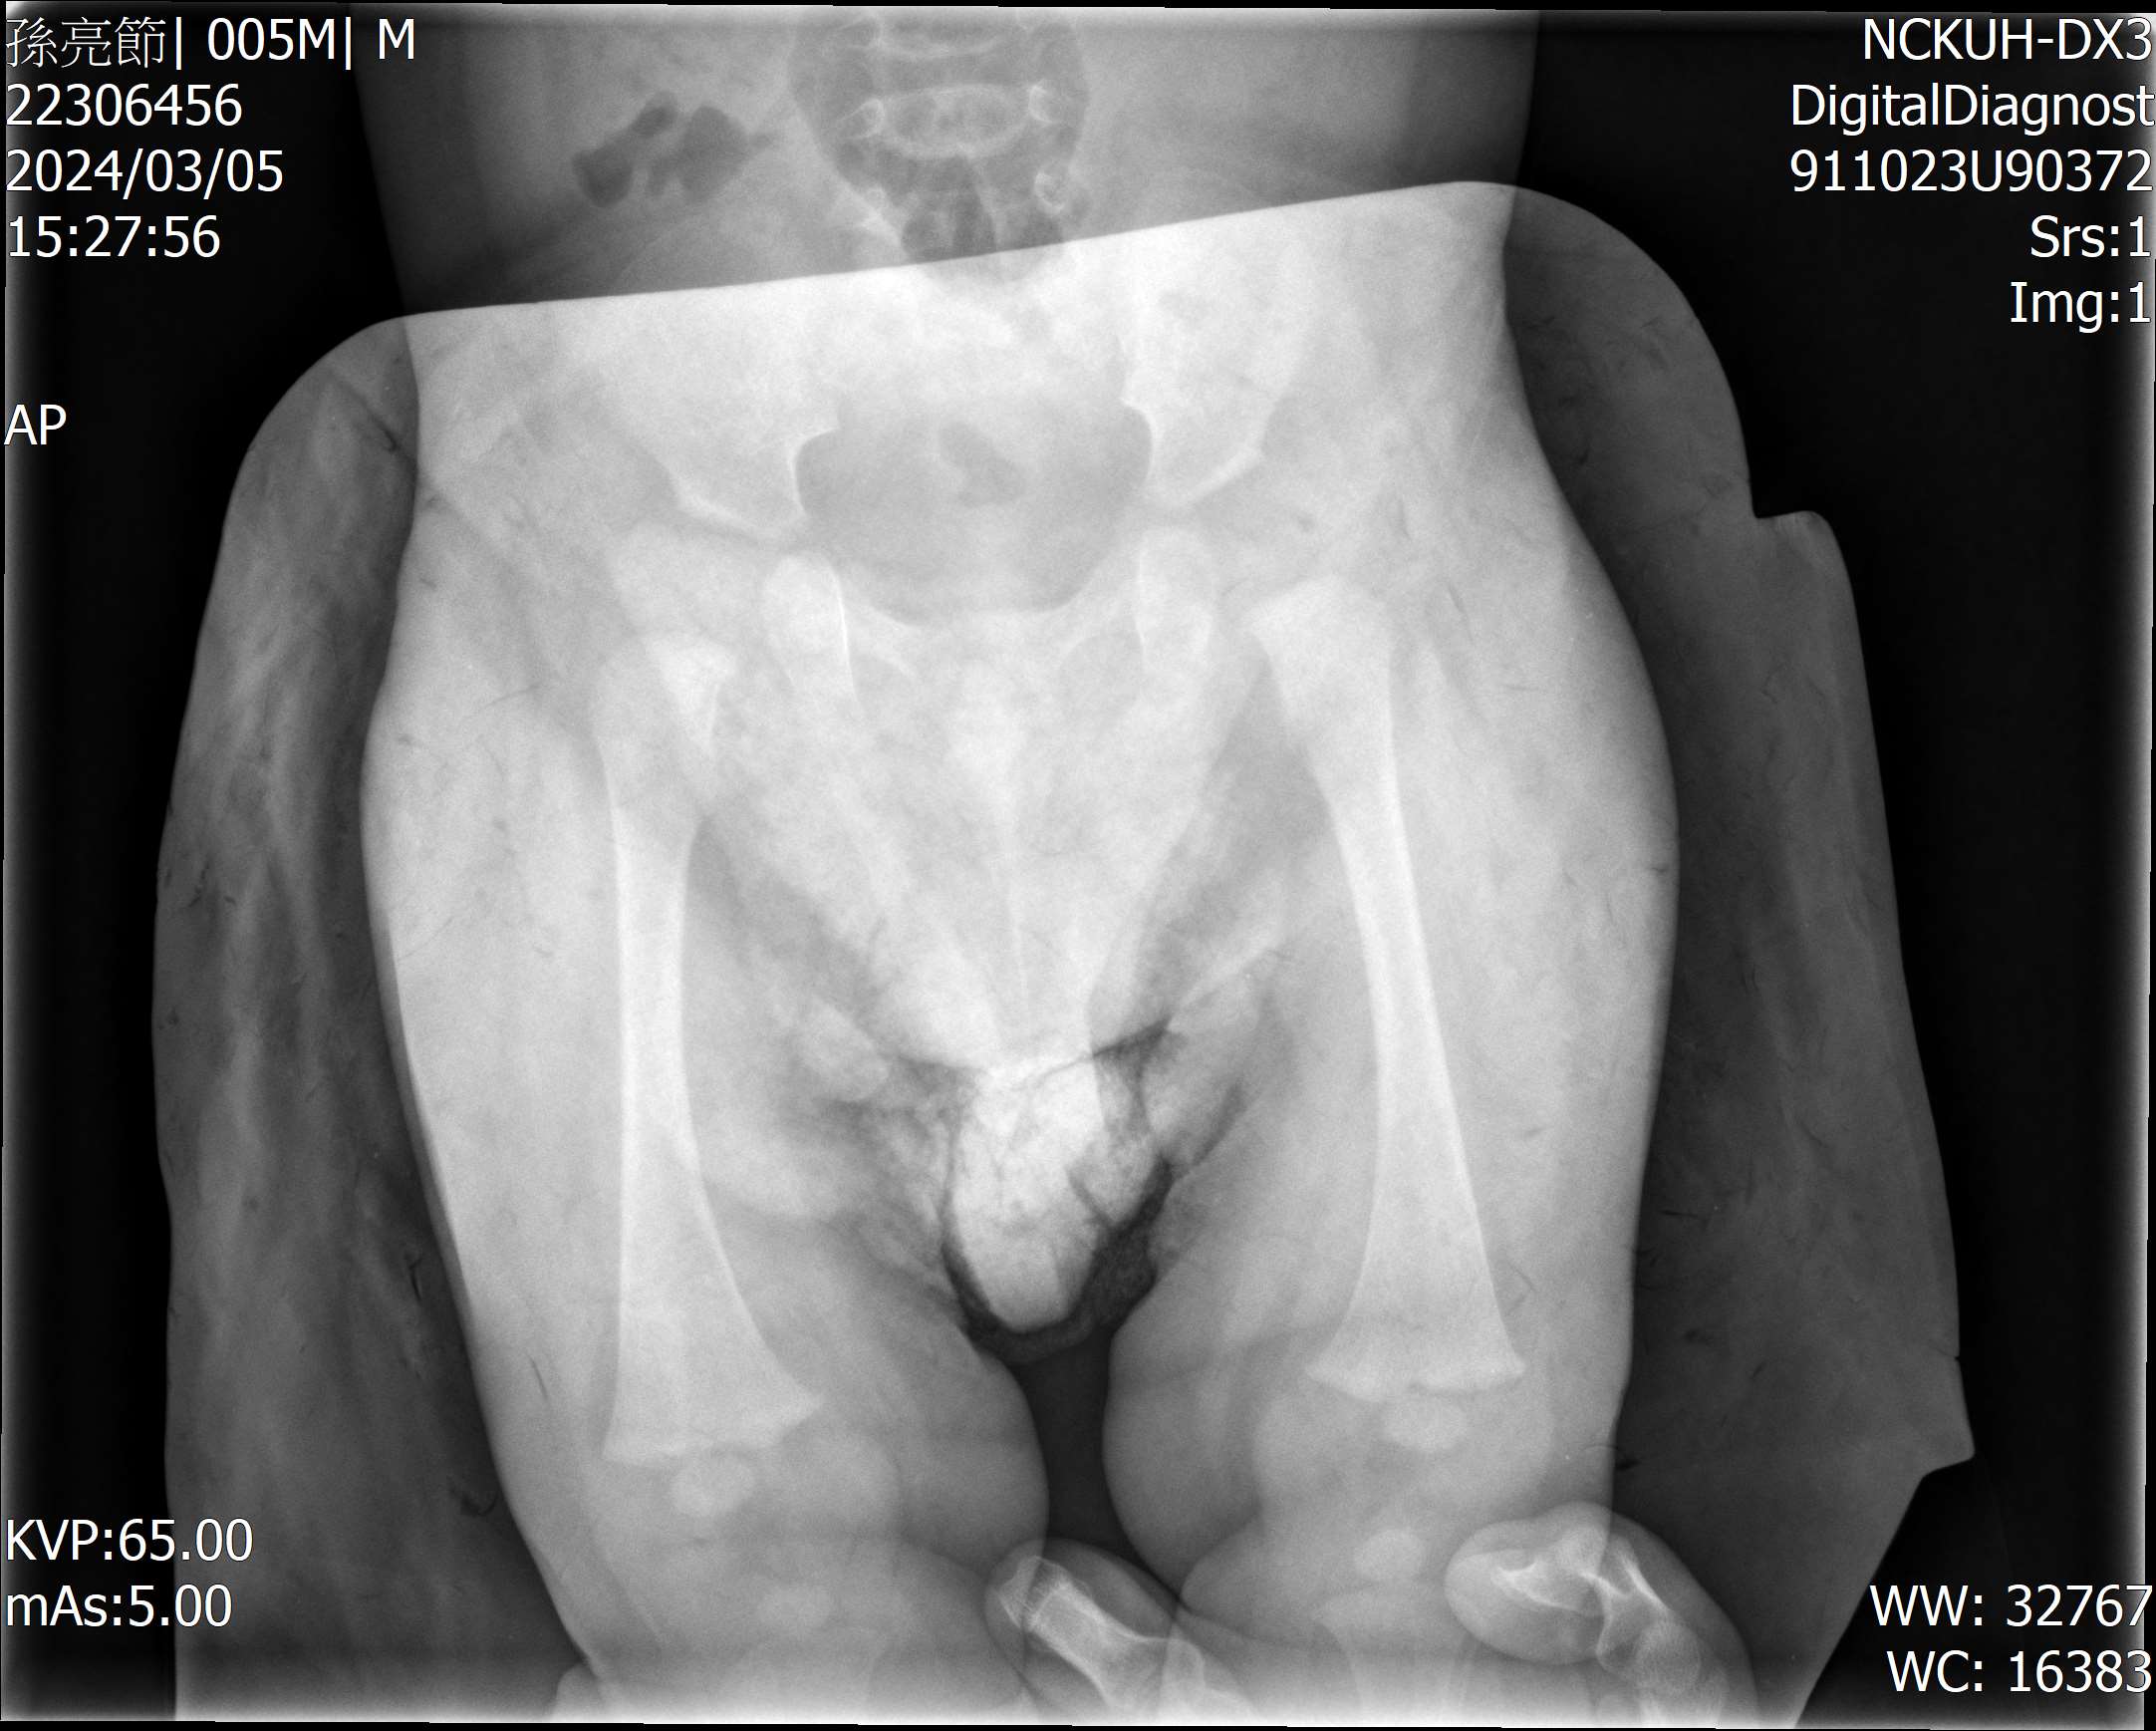 孫亮節| 005M| M
22306456
2024/03/05
15:27:56
AP
NCKUH-DX3
DigitalDiagnost
911023U90372
Srs:1
Img:1
KVP:65.00
mAs:5.00
WW: 32767
WC: 16383